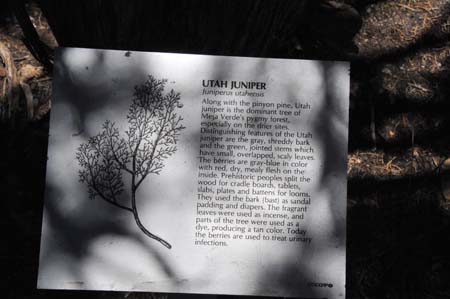 UTAH JUNIPER
Juniperus utahensis
Along with the pinyon pine, Utah
juniper is the dominant tree of
Mesa Verde's pygmy forest,
especially on the drier sites.
Distinguishing features of the Utah
juniper are the gray, shreddy bark
and the green, jointed stems which
have small, overlapped, scaly leaves.
The berries are gray-blue in color
with red, dry, mealy flesh on the
inside. Prehistoric peoples split the
wood for cradle boards, tablets,
slabs, plates and battens for looms.
They used the bark (bast) as sandal
padding and diapers. The fragrant
leaves were used as incense, and
parts of the tree were used as a
dye, producing a tan color. Today
the berries are used to treat urinary
infections.